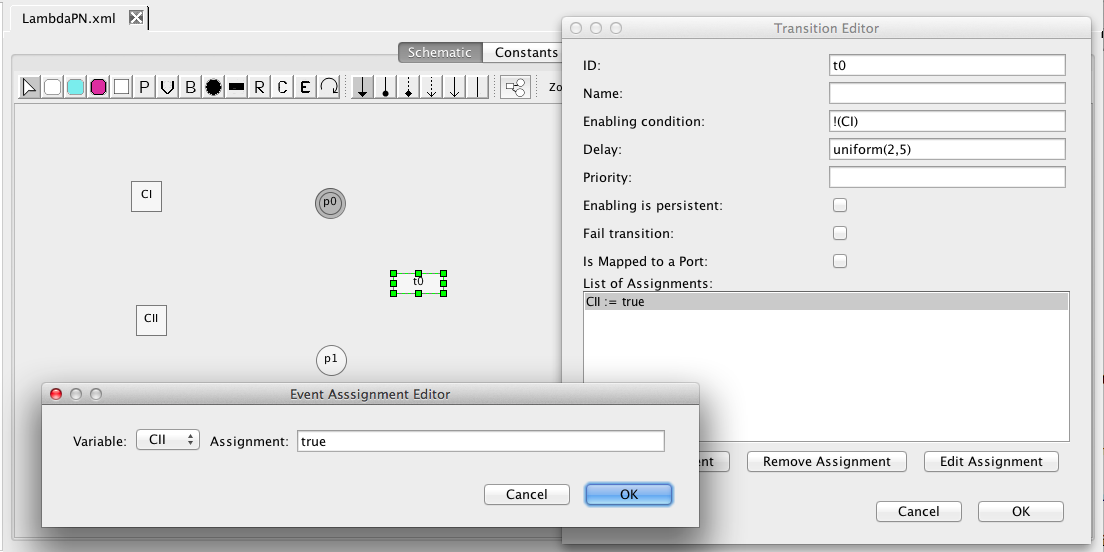 LambdaPN.xml
Schematic Constants
P V B R C E Zo
CI
p0
t0
CII
p1
Transition Editor
ID: t0
Name:
Enabling condition: !(CI)
Delay: uniform(2,5)
Priority:
Enabling is persistent:
Fail transition:
Is Mapped to a Port:
List of Assignments:
CII := true
ent Remove Assignment Edit Assignment
Cancel OK
Event Asssignment Editor
Variable: CII Assignment: true
Cancel OK